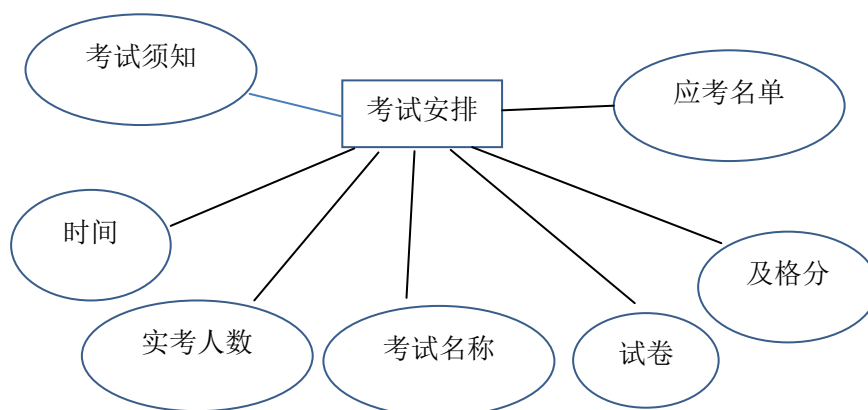 考试须知
考试安排
应考名单
时间
及格分
实考人数
考试名称
试卷